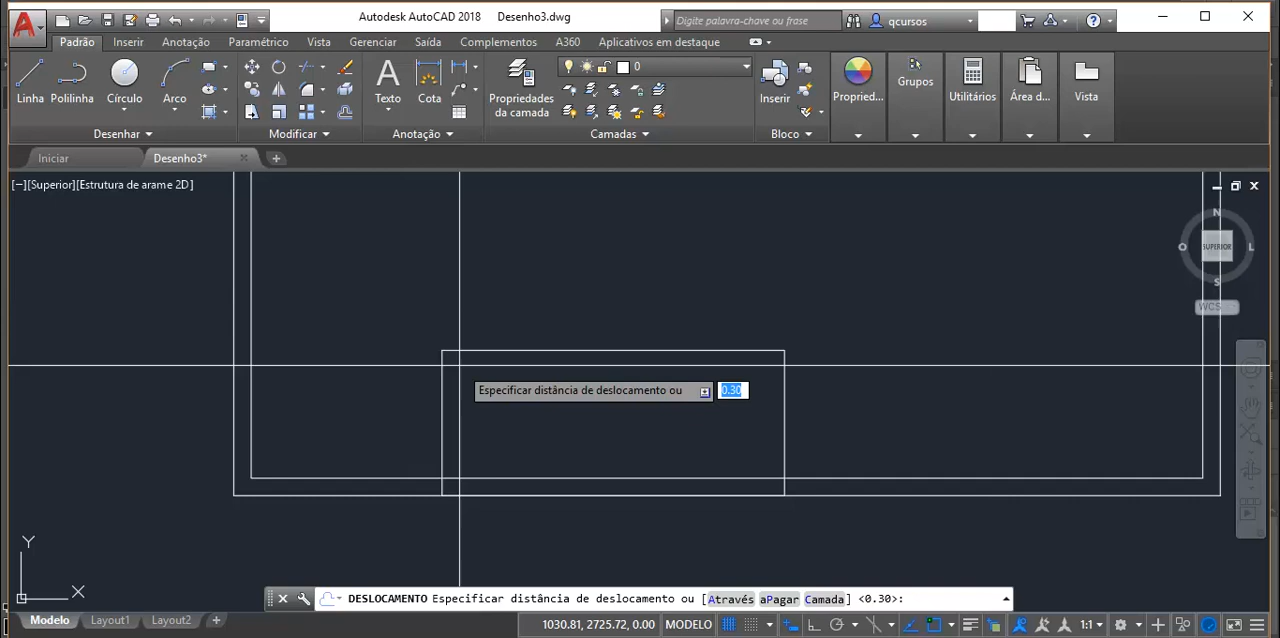 Autodesk AutoCAD 2018 Desenho3.dwg
Digite palavra-chave ou frase
qcursos
Padrão Inserir Anotação Paramétrico Vista Gerenciar Saída Complementos A360 Aplicativos em destaque
Linha Polilinha Círculo Arco
A
Texto Cota
Propriedades
da camada
0
Inserir
Propried...
Grupos
Utilitários
Área d...
Vista
Desenhar Modificar Anotação Camadas Bloco
Iniciar Desenho3*
[−][Superior][Estrutura de arame 2D]
N
O SUPERIOR L
S
WCS
Especificar distância de deslocamento ou 0.30
Y
X
DESLOCAMENTO Especificar distância de deslocamento ou [Através aPagar Camada] <0.30>:
Modelo Layout1 Layout2 + 1030.81, 2725.72, 0.00 MODELO 1:1